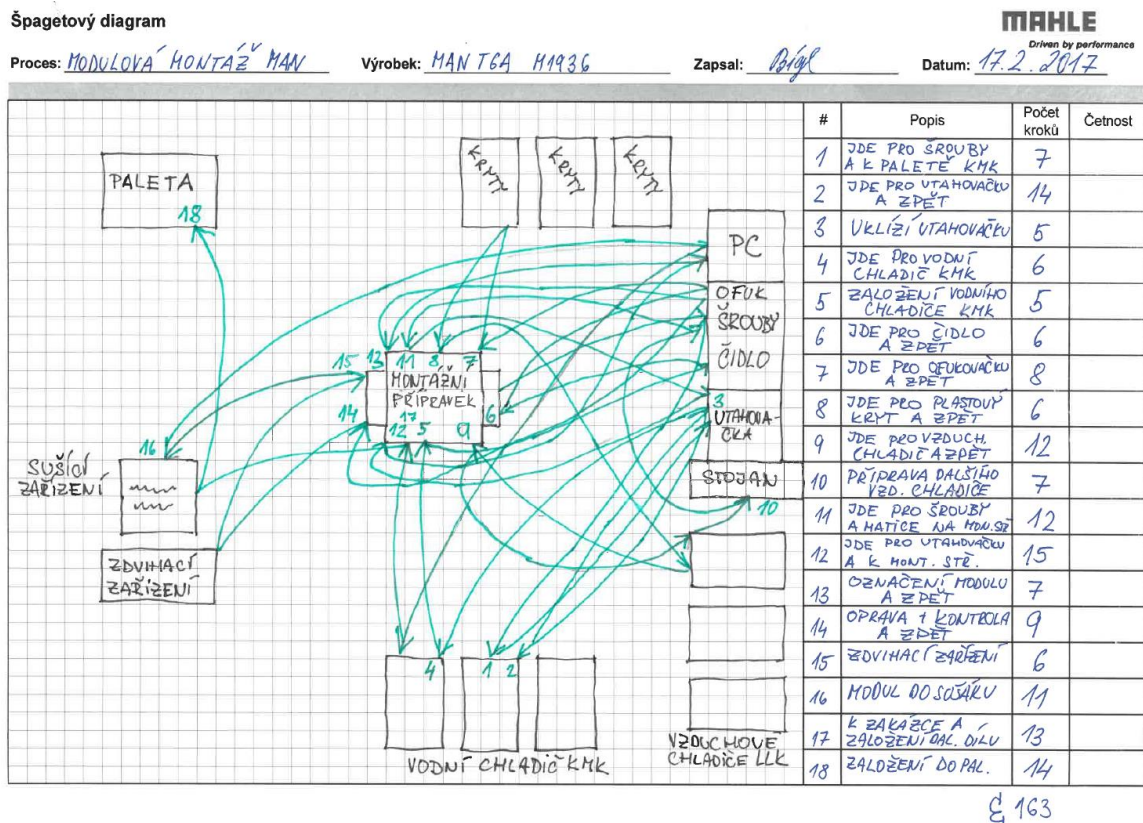 Špagetový diagram
MAHLE
Driven by performance
Proces: MODULOVÁ MONTÁŽ MAN Výrobek: MAN TGA M1936 Zapsal: Bígl Datum: 17.2.2017
# Popis Počet kroků Četnost
1 JDE PRO ŠROUBY
A K PALETĚ KMK 7
2 JDE PRO UTAHOVAČKU
A ZPĚT 14
3 UKLÍZÍ UTAHOVAČKU 5
4 JDE PRO VODNÍ
CHLADIČ KMK 6
5 ZALOŽENÍ VODNÍHO
CHLADIČE KMK 5
6 JDE PRO ČIDLO
A ZPĚT 6
7 JDE PRO OFUKOVAČKU
A ZPĚT 8
8 JDE PRO PLASTOVÝ
KRYT A ZPĚT 6
9 JDE PRO VZDUCH.
CHLADIČ A ZPĚT 12
10 PŘÍPRAVA DALŠÍHO
VZD. CHLADIČE 7
11 JDE PRO ŠROUBY
A MATICE NA MON.STŘ 12
12 JDE PRO UTAHOVAČKU
A K MONT. STŘ. 15
13 OZNAČENÍ MODULU
A ZPĚT 7
14 OPRAVA + KONTROLA
A ZPĚT 9
15 ZDVIHACÍ ZAŘÍZENÍ 6
16 MODUL DO SUŠÁKU 11
17 K ZAKÁZCE A
ZALOŽENÍ DAL. DÍLU 13
18 ZALOŽENÍ DO PAL. 14
163
PALETA
18
KRYTY
KRYTY
KRYTY
PC
OFUK
ŠROUBY
ČIDLO
3
UTAHOVA-
ČKA
STOJAN
10
15 13 11 8 7
MONTÁŽNÍ
PŘÍPRAVEK
14 17 6
12 5 9
16
SUŠÍCÍ
ZAŘÍZENÍ
ZDVIHACÍ
ZAŘÍZENÍ
4 1 2
VODNÍ CHLADIČ KMK
VZDUCHOVÉ
CHLADIČE LLK